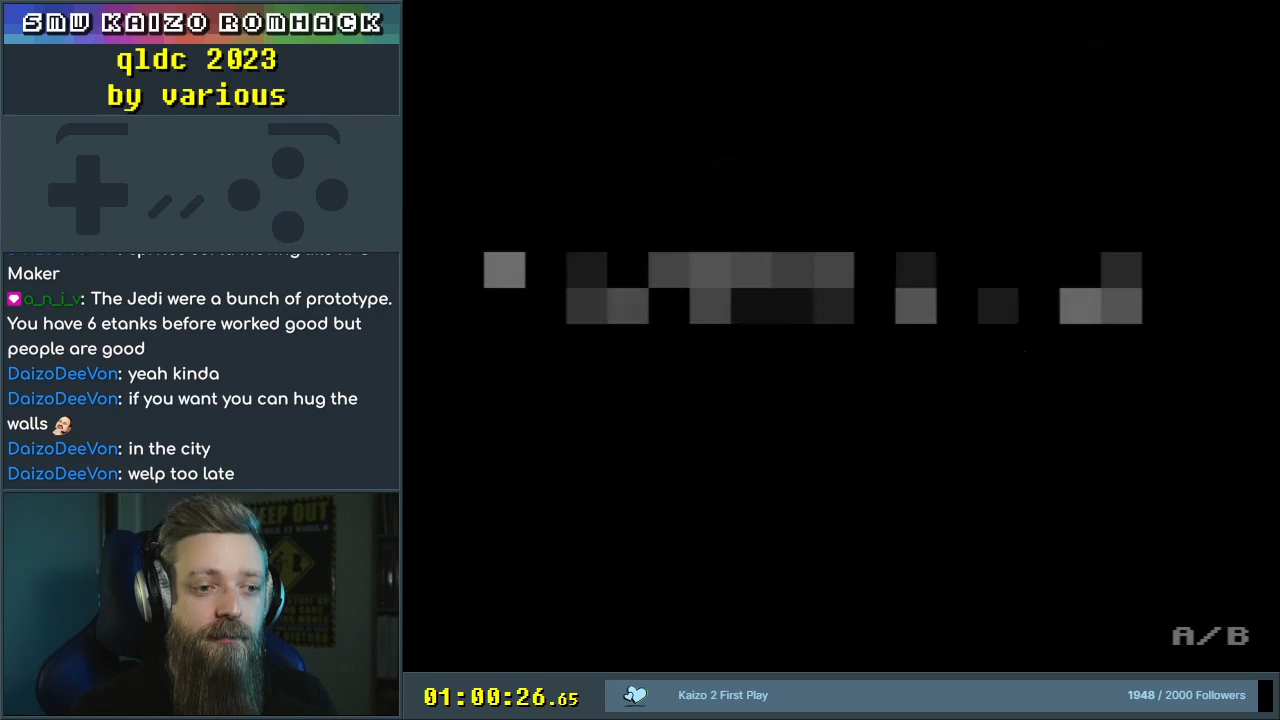 SMW KAIZO ROMHACK
qldc 2023
by various
Maker
a_n_i_v: The Jedi were a bunch of prototype.
You have 6 etanks before worked good but
people are good
DaizoDeeVon: yeah kinda
DaizoDeeVon: if you want you can hug the
walls
DaizoDeeVon: in the city
DaizoDeeVon: welp too late
KEEP OUT
A/B
01:00:26.65
Kaizo 2 First Play
1948 / 2000 Followers